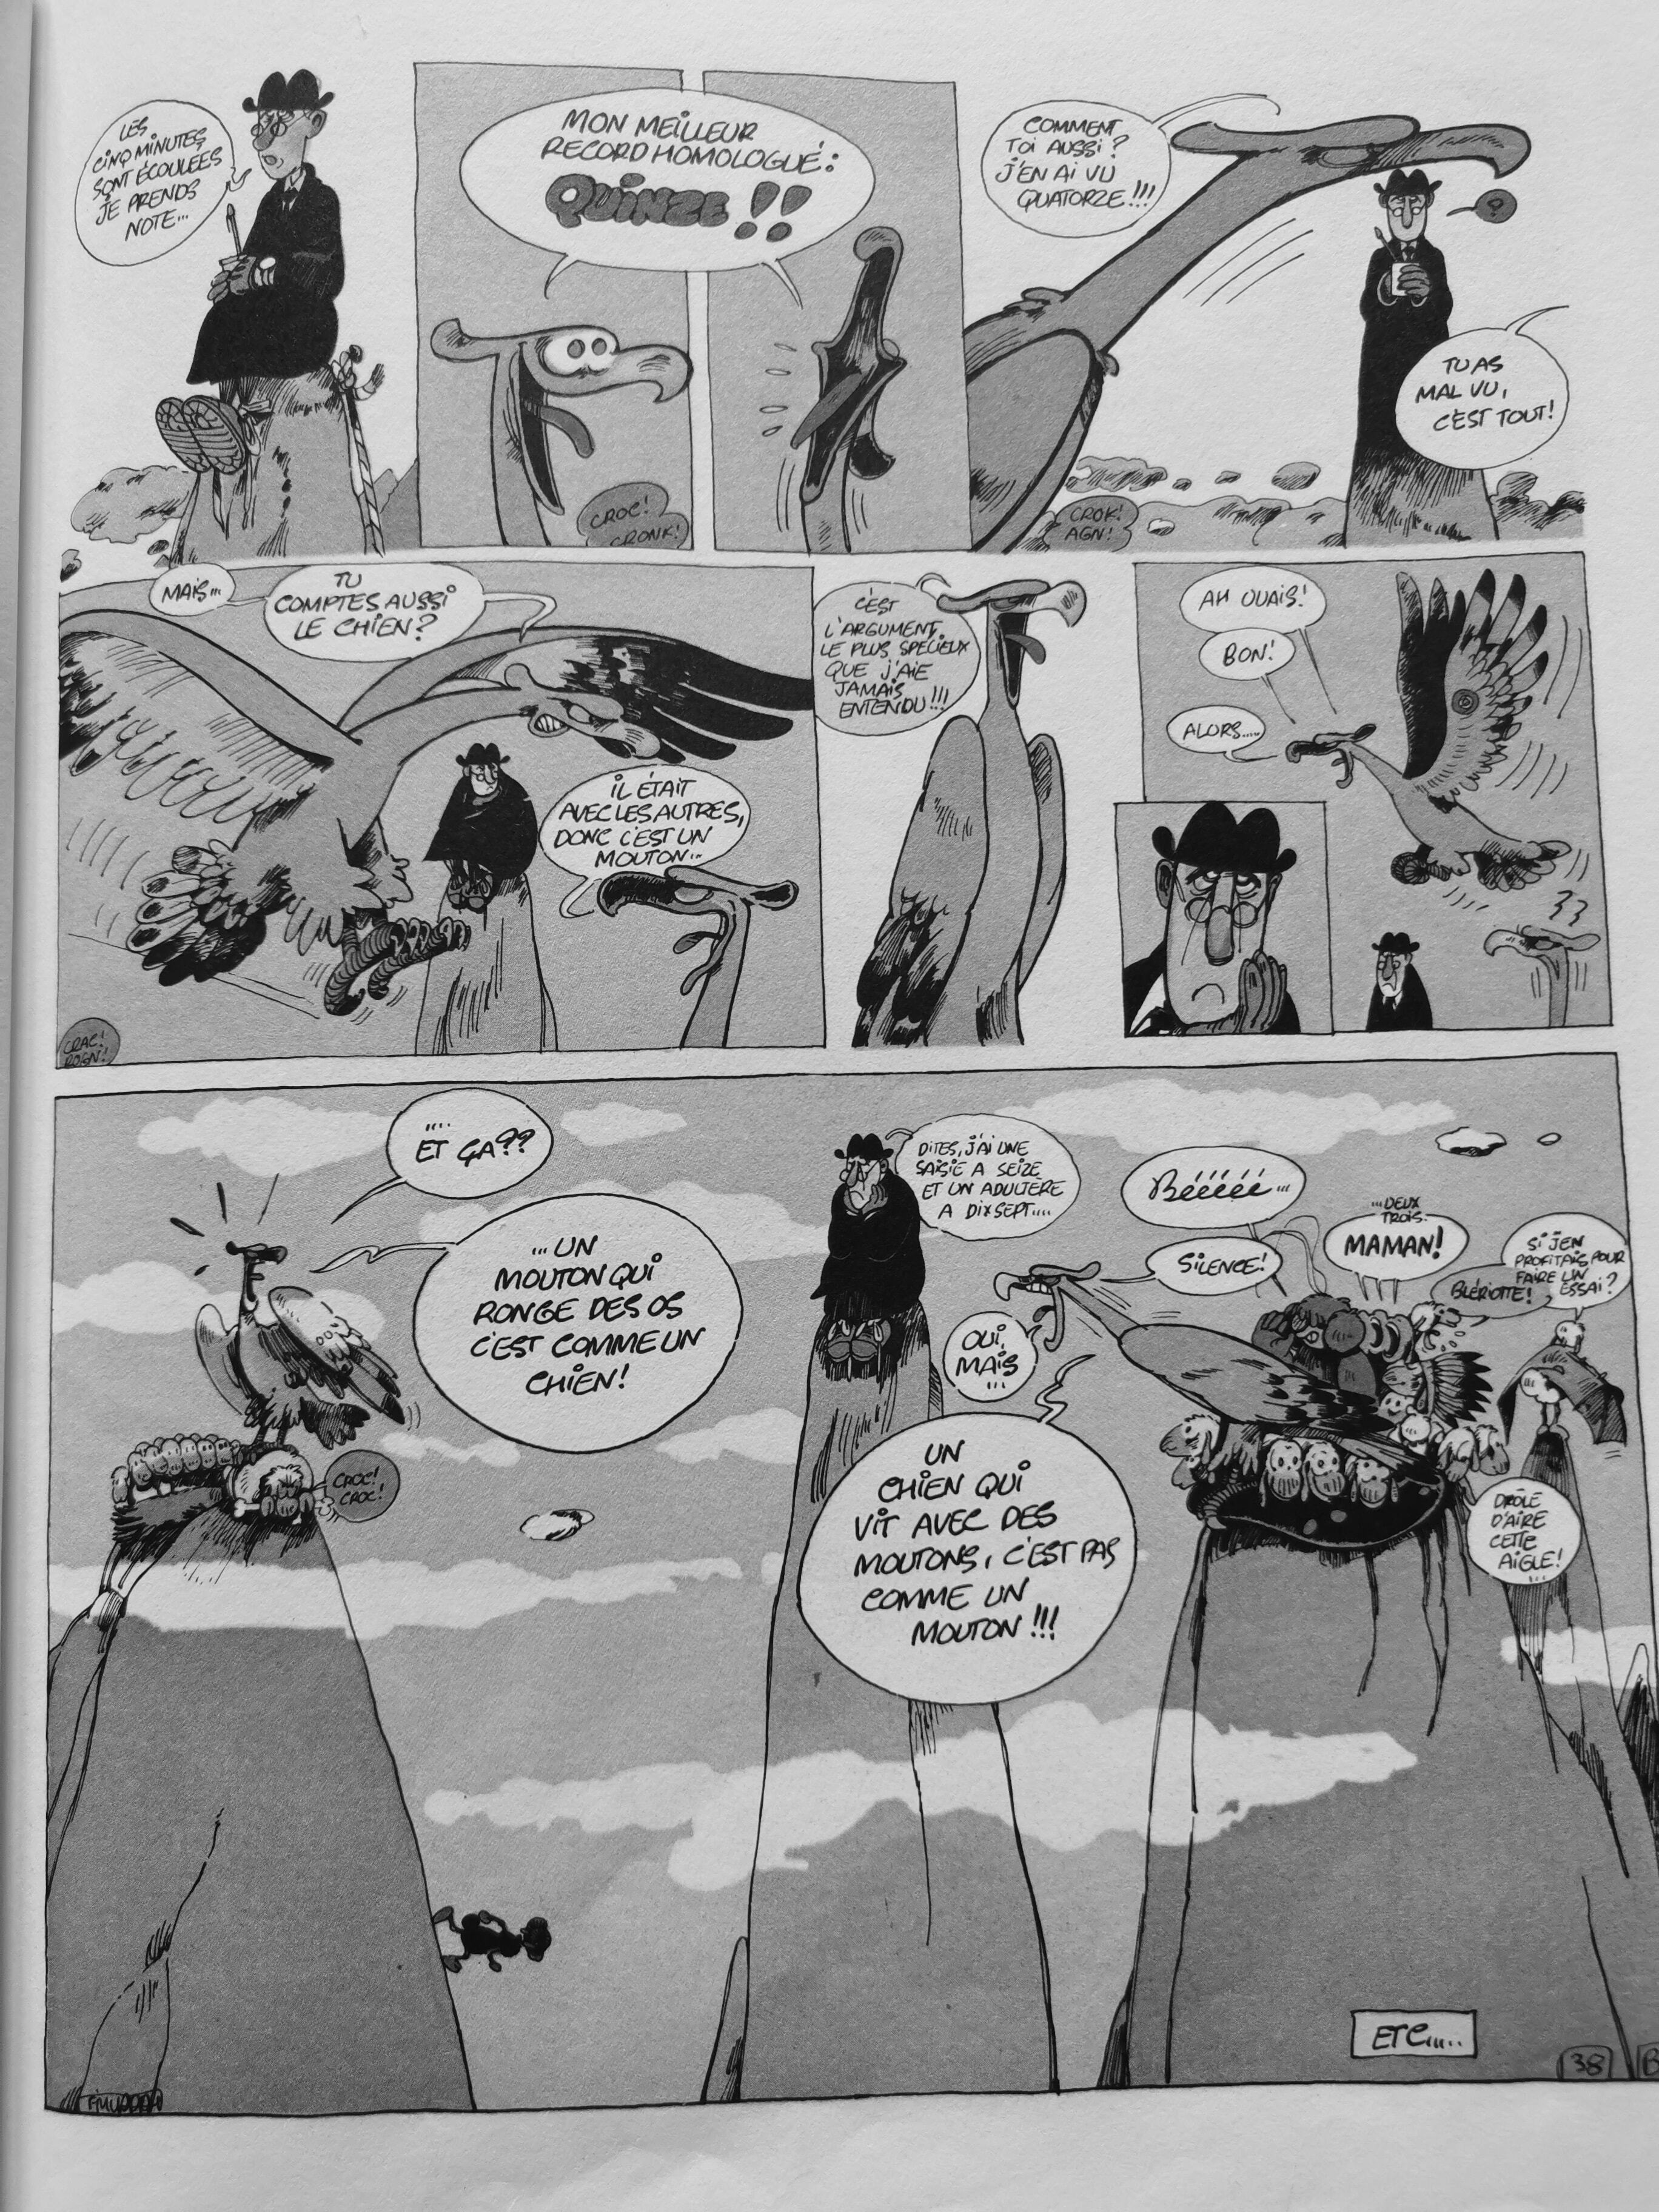 LES
CINQ MINUTES
SONT ÉCOULÉES
JE PRENDS
NOTE...
MON MEILLEUR
RECORD HOMOLOGUÉ:
QUINZE!!
CROC!
CRONK!
COMMENT
TOI AUSSI?
J'EN AI VU
QUATORZE!!!
?
TU AS
MAL VU,
C'EST TOUT!
CROK!
AGN!
MAIS...
TU
COMPTES AUSSI
LE CHIEN?
IL ÉTAIT
AVEC LES AUTRES,
DONC C'EST UN
MOUTON...
CRAC!
ROGN!
C'EST
L'ARGUMENT
LE PLUS SPÉCIEUX
QUE J'AIE
JAMAIS
ENTENDU!!!
AH OUAIS!
BON!
ALORS.....
....
ET ÇA??
...UN
MOUTON QUI
RONGE DES OS
C'EST COMME UN
CHIEN!
CROC!
CROC!
DITES, J'AI UNE
SAISIE A SEIZE
ET UN ADULTÈRE
A DIX SEPT....
OUI,
MAIS
...
UN
CHIEN QUI
VIT AVEC DES
MOUTONS, C'EST PAS
COMME UN
MOUTON!!!
Bééééé...
SILENCE!
...DEUX
TROIS.
MAMAN!
BLÉRIOTTE!
SI J'EN
PROFITAIS POUR
FAIRE UN
ESSAI?
DRÔLE
D'AIRE
CETTE
AIGLE!
...
ETC.....
38
B